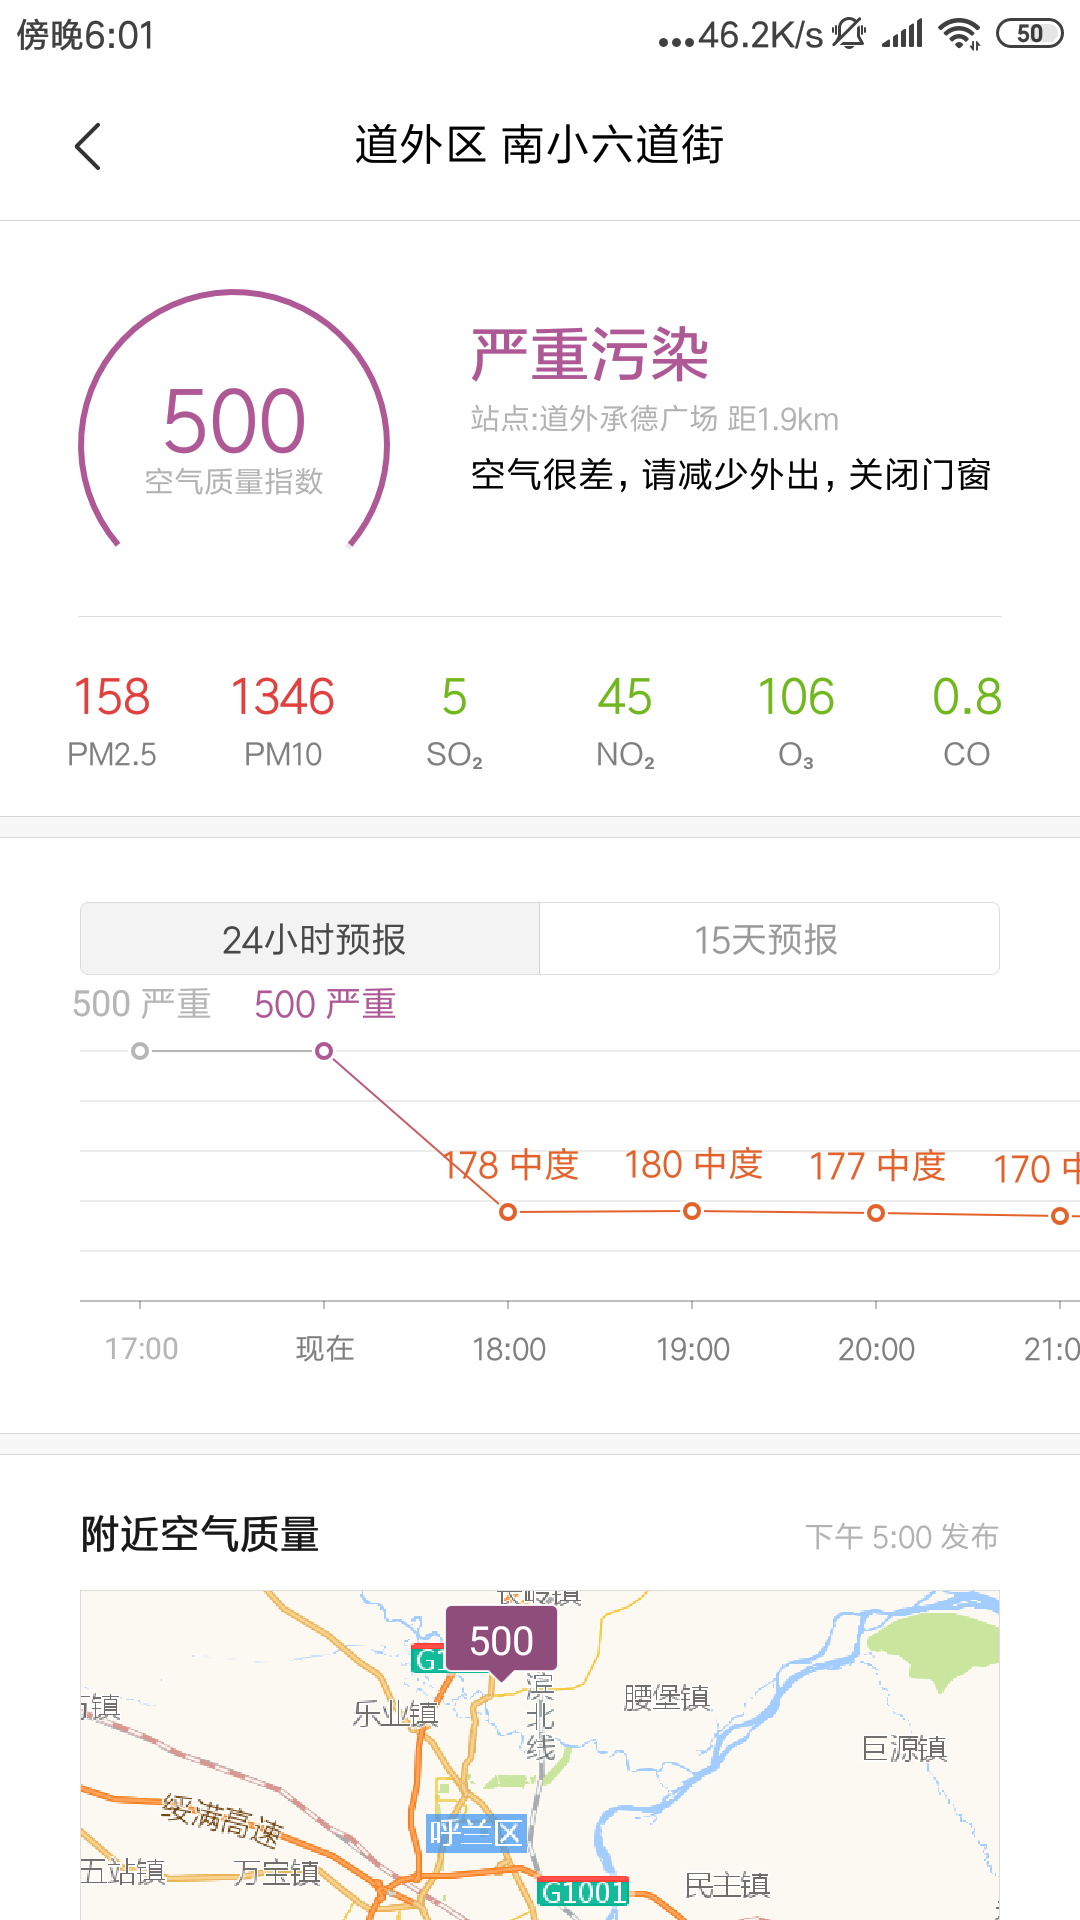 傍晚6:01
...46.2K/s
50
道外区 南小六道街
500
空气质量指数
严重污染
站点:道外承德广场 距1.9km
空气很差，请减少外出，关闭门窗
158 1346 5 45 106 0.8
PM2.5 PM10 SO₂ NO₂ O₃ CO
24小时预报 15天预报
500 严重 500 严重
178 中度 180 中度 177 中度 170 中
17:00 现在 18:00 19:00 20:00 21:0
附近空气质量 下午 5:00 发布
长岭镇
500
G1
滨北线
乐业镇
腰堡镇
镇
巨源镇
绥满高速
呼兰区
五站镇
万宝镇
G1001
民主镇